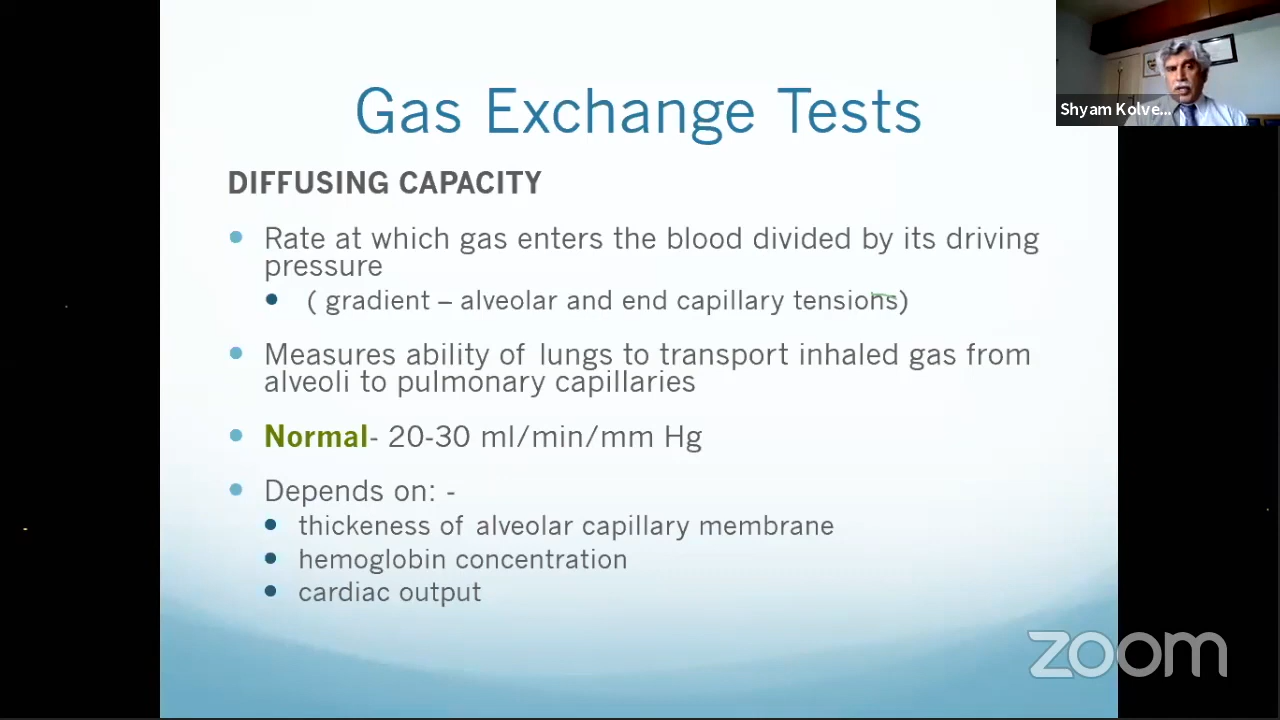 Gas Exchange Tests
Shyam Kolve...
DIFFUSING CAPACITY
• Rate at which gas enters the blood divided by its driving
pressure
• ( gradient – alveolar and end capillary tensions)
• Measures ability of lungs to transport inhaled gas from
alveoli to pulmonary capillaries
• Normal- 20-30 ml/min/mm Hg
• Depends on: -
• thickeness of alveolar capillary membrane
• hemoglobin concentration
• cardiac output
zoom